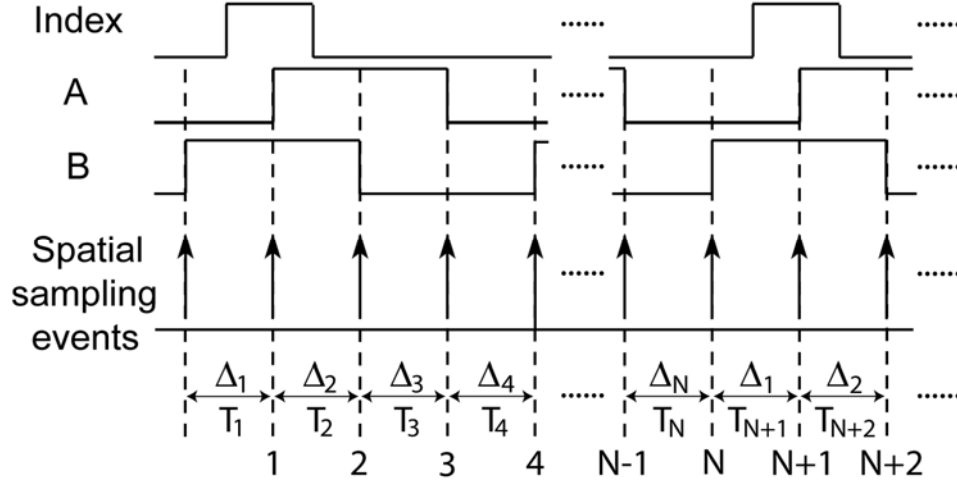 Index
A
B
Spatial
sampling
events
Δ1 Δ2 Δ3 Δ4 ...... ΔN Δ1 Δ2 ......
T1 T2 T3 T4 TN TN+1 TN+2
1 2 3 4 N-1 N N+1 N+2